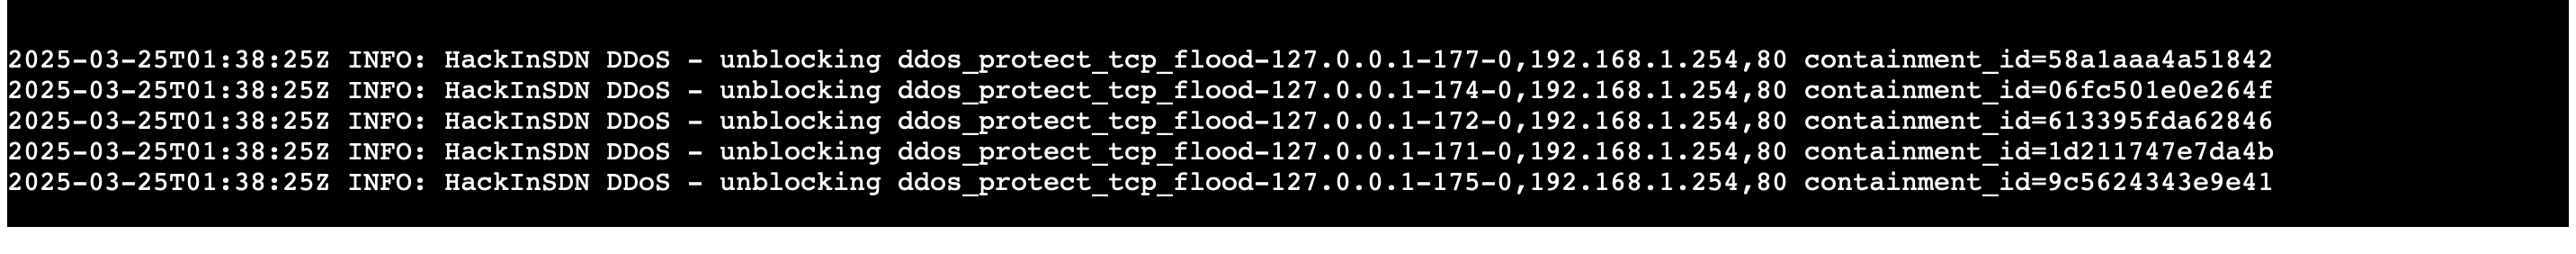 2025-03-25T01:38:25Z INFO: HackInSDN DDoS - unblocking ddos_protect_tcp_flood-127.0.0.1-177-0,192.168.1.254,80 containment_id=58a1aaa4a51842
2025-03-25T01:38:25Z INFO: HackInSDN DDoS - unblocking ddos_protect_tcp_flood-127.0.0.1-174-0,192.168.1.254,80 containment_id=06fc501e0e264f
2025-03-25T01:38:25Z INFO: HackInSDN DDoS - unblocking ddos_protect_tcp_flood-127.0.0.1-172-0,192.168.1.254,80 containment_id=613395fda62846
2025-03-25T01:38:25Z INFO: HackInSDN DDoS - unblocking ddos_protect_tcp_flood-127.0.0.1-171-0,192.168.1.254,80 containment_id=1d211747e7da4b
2025-03-25T01:38:25Z INFO: HackInSDN DDoS - unblocking ddos_protect_tcp_flood-127.0.0.1-175-0,192.168.1.254,80 containment_id=9c5624343e9e41